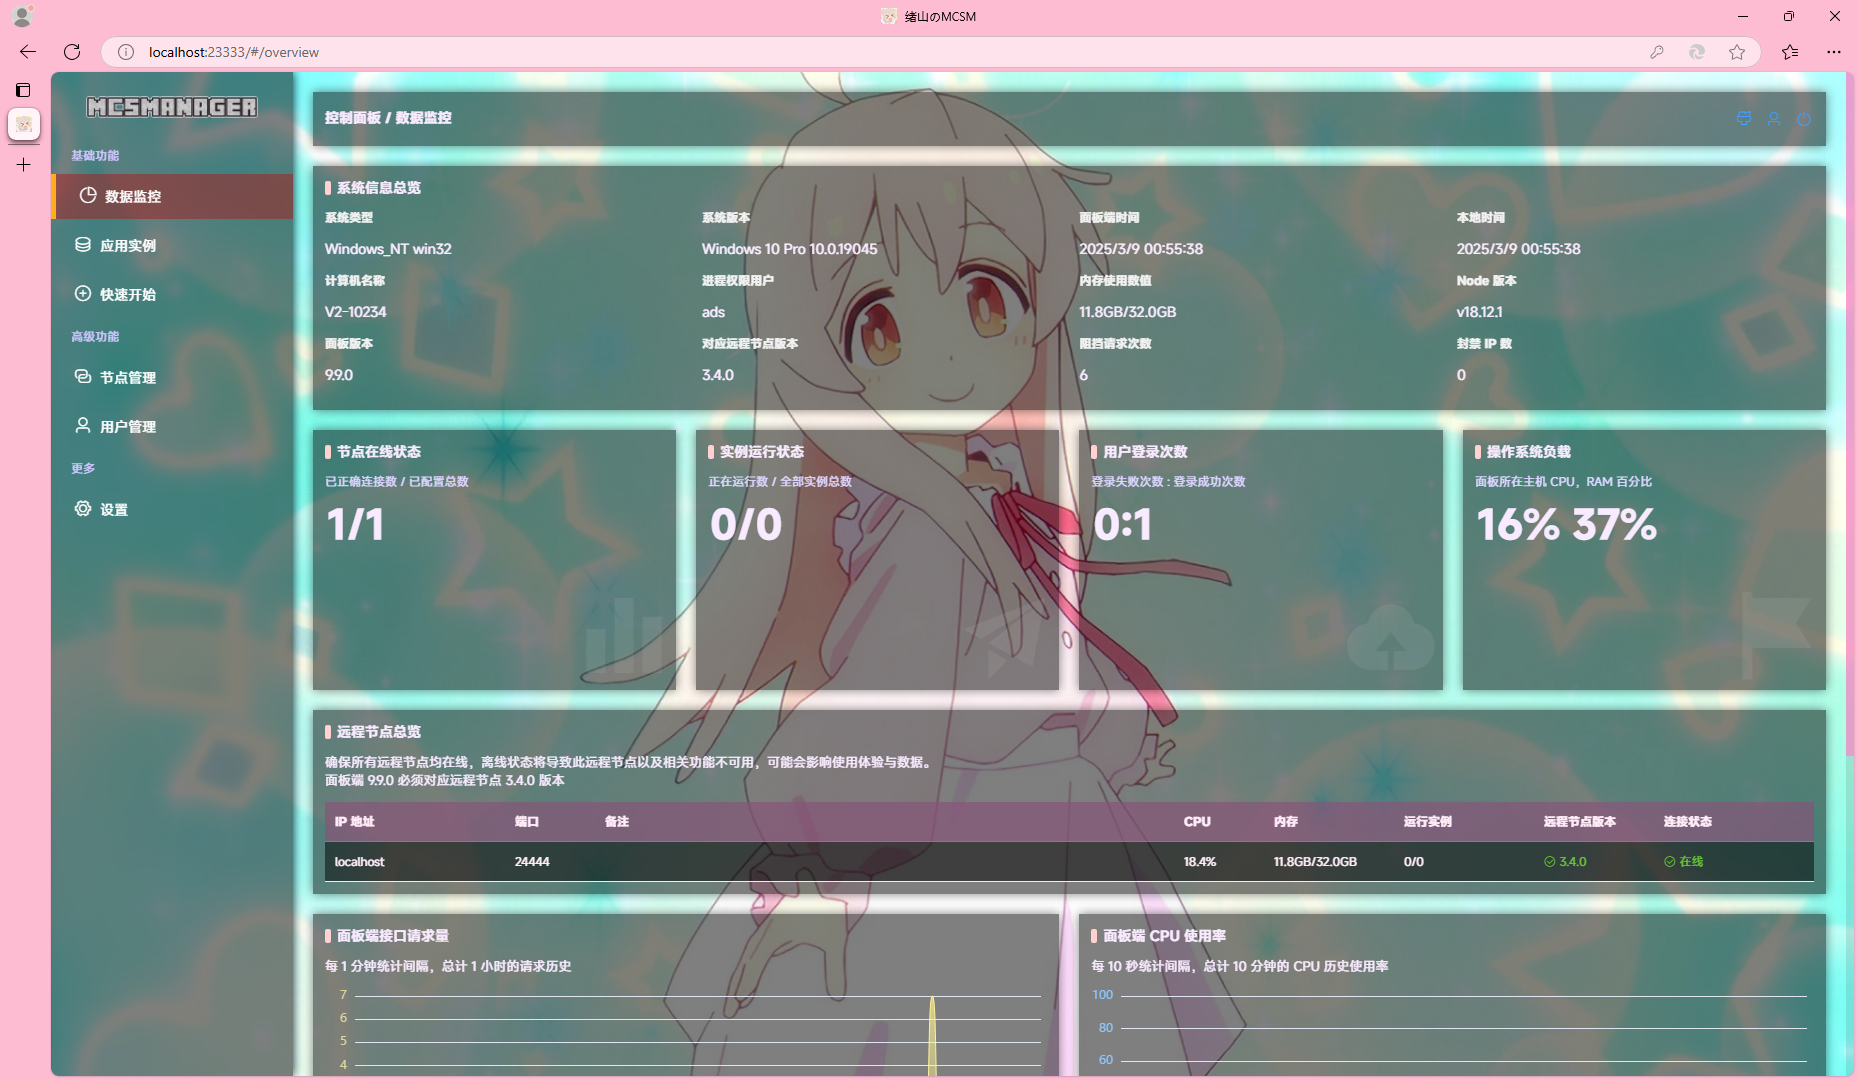 绪山のMCSM
localhost:23333/#/overview
MCSMANAGER
基础功能
数据监控
应用实例
快速开始
高级功能
节点管理
用户管理
更多
设置
控制面板 / 数据监控
系统信息总览
系统类型
Windows_NT win32
系统版本
Windows 10 Pro 10.0.19045
面板端时间
2025/3/9 00:55:38
本地时间
2025/3/9 00:55:38
计算机名称
V2-10234
进程权限用户
ads
内存使用数值
11.8GB/32.0GB
Node 版本
v18.12.1
面板版本
9.9.0
对应远程节点版本
3.4.0
阻挡请求次数
6
封禁 IP 数
0
节点在线状态
已正确连接数 / 已配置总数
1/1
实例运行状态
正在运行数 / 全部实例总数
0/0
用户登录次数
登录失败次数 : 登录成功次数
0:1
操作系统负载
面板所在主机 CPU，RAM 百分比
16% 37%
远程节点总览
确保所有远程节点均在线，离线状态将导致此远程节点以及相关功能不可用，可能会影响使用体验与数据。
面板端 9.9.0 必须对应远程节点 3.4.0 版本
IP 地址 端口 备注 CPU 内存 运行实例 远程节点版本 连接状态
localhost 24444 18.4% 11.8GB/32.0GB 0/0 3.4.0 在线
面板端接口请求量
每 1 分钟统计间隔，总计 1 小时的请求历史
7
6
5
4
面板端 CPU 使用率
每 10 秒统计间隔，总计 10 分钟的 CPU 历史使用率
100
80
60